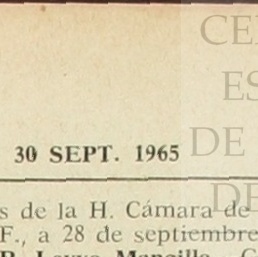 CE
ES
30 SEPT. 1965
DE
DE
s de la H. Cámara de
F., a 28 de septiembre